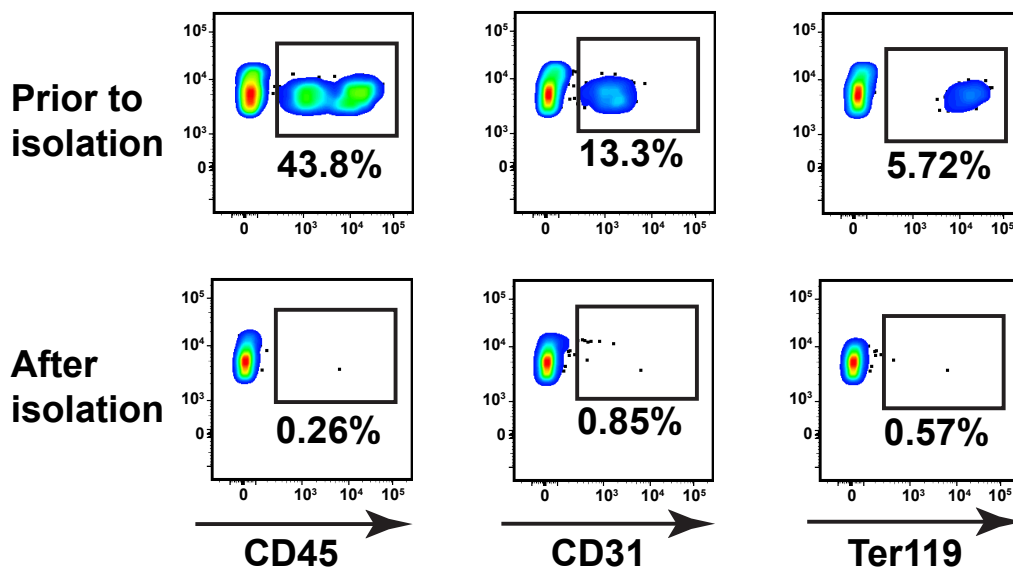 10⁵ 10⁵ 10⁵
10⁴ 10⁴ 10⁴
Prior to
isolation
10³ 10³ 10³
43.8% 13.3% 5.72%
0 0 0
0 10³ 10⁴ 10⁵ 0 10³ 10⁴ 10⁵ 0 10³ 10⁴ 10⁵
10⁵ 10⁵ 10⁵
10⁴ 10⁴ 10⁴
After
isolation
10³ 10³ 10³
0.26% 0.85% 0.57%
0 0 0
0 10³ 10⁴ 10⁵ 0 10³ 10⁴ 10⁵ 0 10³ 10⁴ 10⁵
CD45 CD31 Ter119